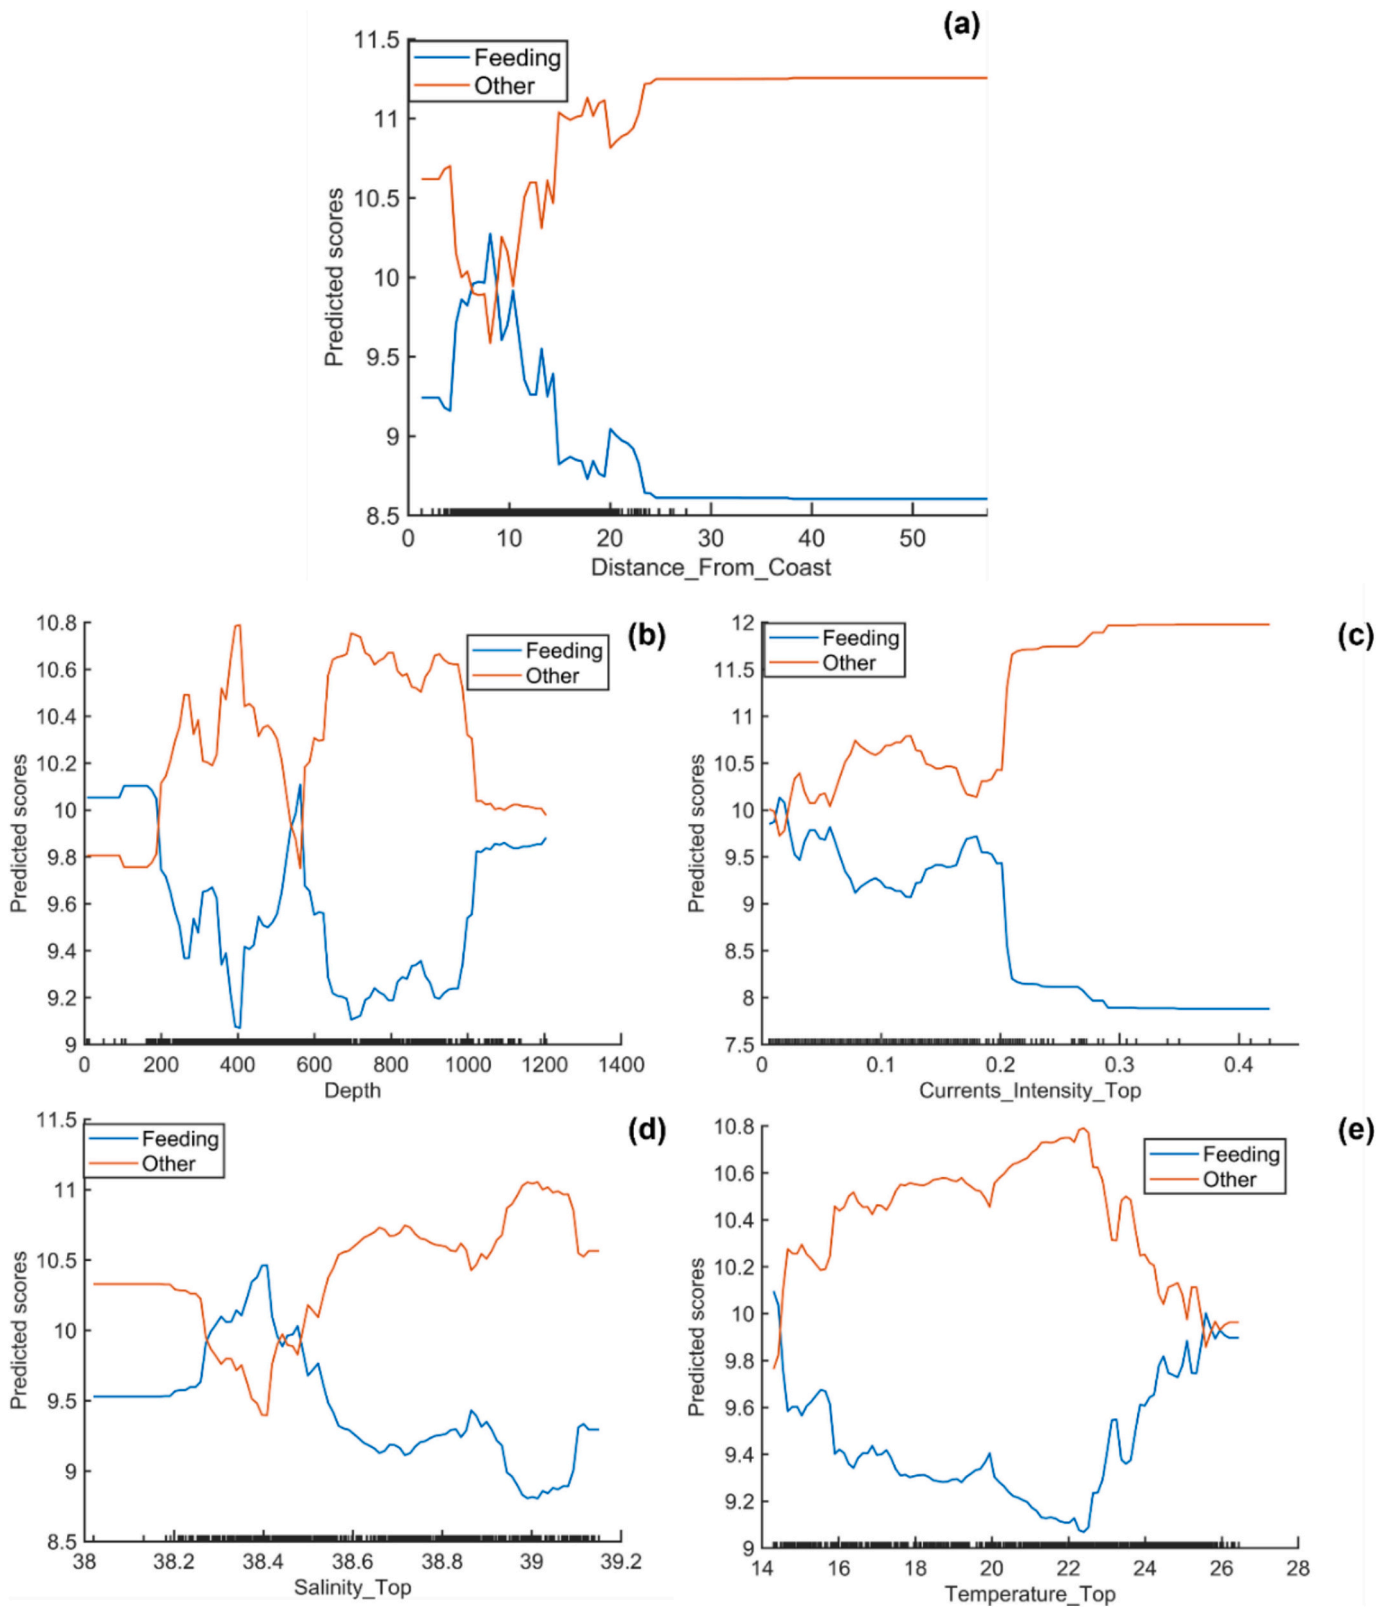 (a)
11.5
Feeding
Other
11
10.5
10
9.5
9
8.5
Predicted scores
0 10 20 30 40 50
Distance_From_Coast
(b)
10.8
Feeding
Other
10.6
10.4
10.2
10
9.8
9.6
9.4
9.2
9
Predicted scores
0 200 400 600 800 1000 1200 1400
Depth
(c)
12
Feeding
Other
11.5
11
10.5
10
9.5
9
8.5
8
7.5
Predicted scores
0 0.1 0.2 0.3 0.4
Currents_Intensity_Top
(d)
11.5
Feeding
Other
11
10.5
10
9.5
9
8.5
Predicted scores
38 38.2 38.4 38.6 38.8 39 39.2
Salinity_Top
(e)
10.8
Feeding
Other
10.6
10.4
10.2
10
9.8
9.6
9.4
9.2
9
Predicted scores
14 16 18 20 22 24 26 28
Temperature_Top